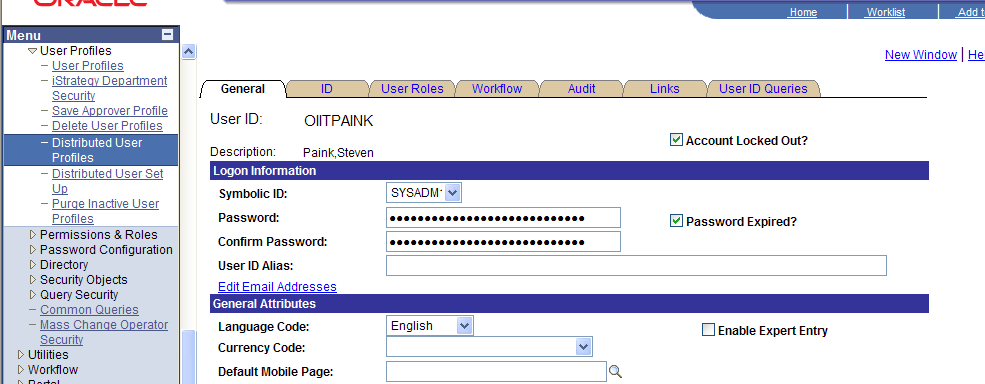 ORACLE
Home Worklist Add t
Menu
User Profiles
User Profiles
iStrategy Department
Security
Save Approver Profile
Delete User Profiles
Distributed User
Profiles
Distributed User Set
Up
Purge Inactive User
Profiles
Permissions & Roles
Password Configuration
Directory
Security Objects
Query Security
Common Queries
Mass Change Operator
Security
Utilities
Workflow
Portal
New Window | He
General ID User Roles Workflow Audit Links User ID Queries
User ID: OIITPAINK
Account Locked Out?
Description: Paink,Steven
Logon Information
Symbolic ID: SYSADM1
Password:
Password Expired?
Confirm Password:
User ID Alias:
Edit Email Addresses
General Attributes
Language Code: English
Enable Expert Entry
Currency Code:
Default Mobile Page: